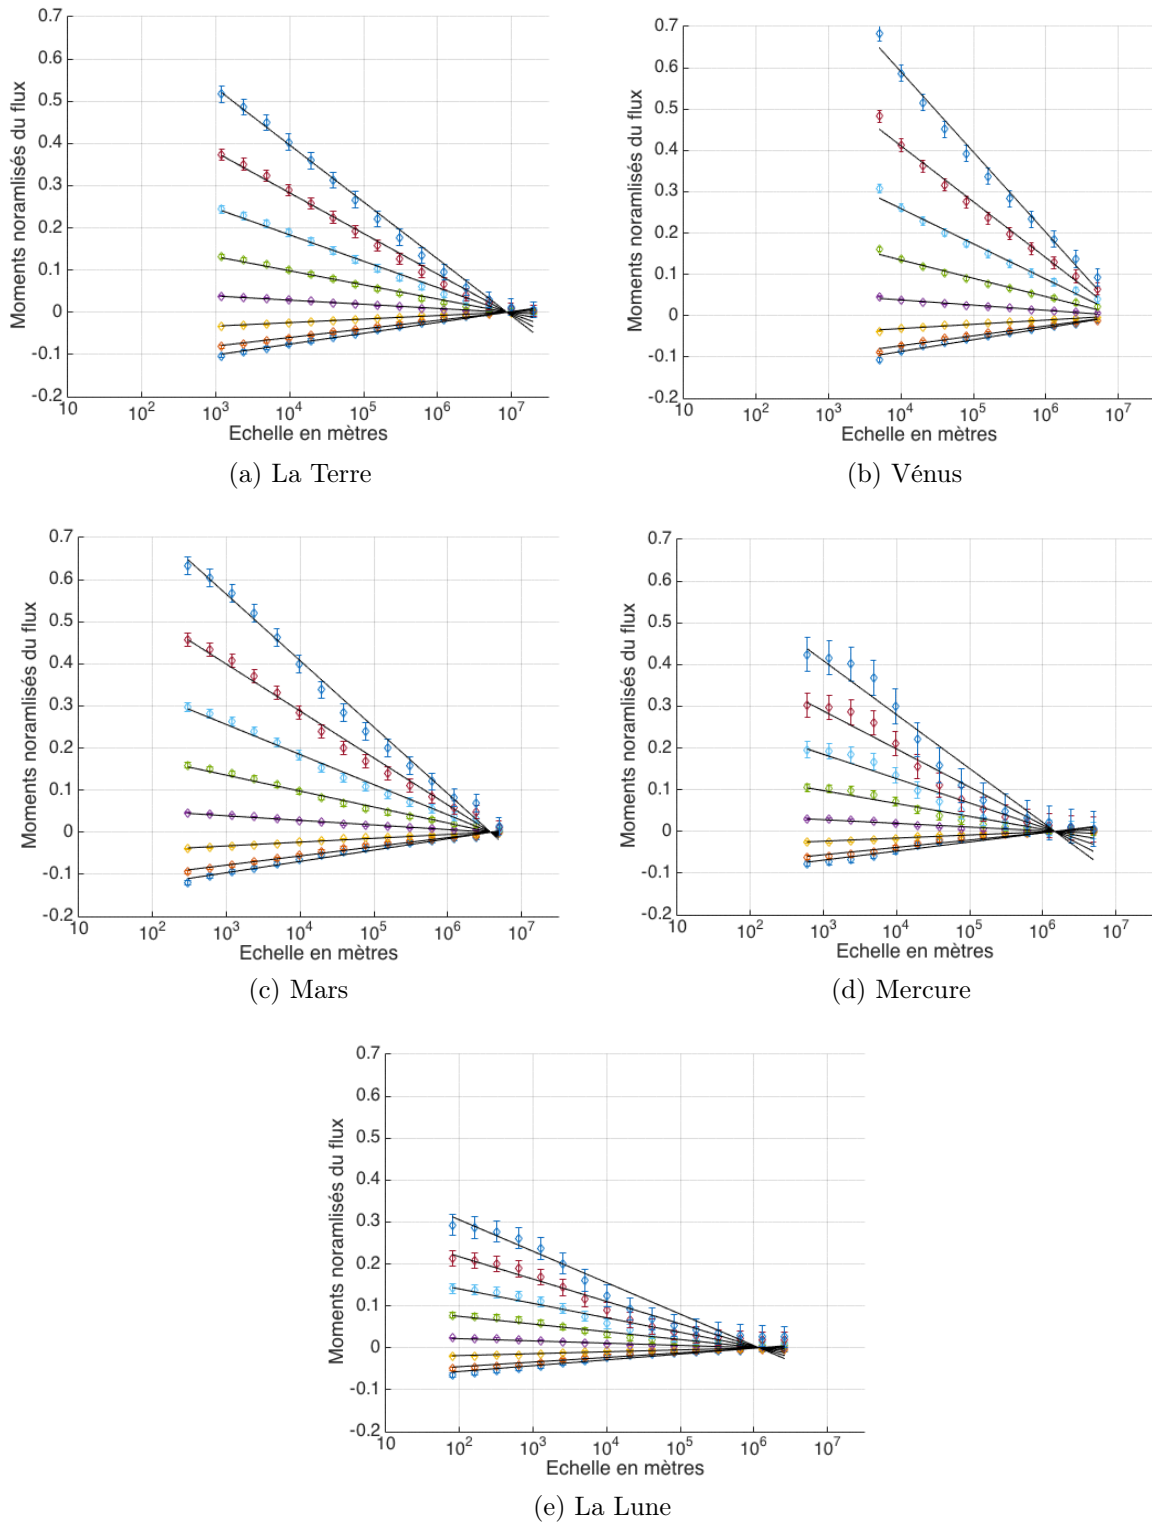 0.7
0.6
0.5
0.4
0.3
0.2
0.1
0
-0.1
-0.2
10 10² 10³ 10⁴ 10⁵ 10⁶ 10⁷
Moments noramlisés du flux
Echelle en mètres
(a) La Terre
0.7
0.6
0.5
0.4
0.3
0.2
0.1
0
-0.1
-0.2
10 10² 10³ 10⁴ 10⁵ 10⁶ 10⁷
Moments noramlisés du flux
Echelle en mètres
(b) Vénus
0.7
0.6
0.5
0.4
0.3
0.2
0.1
0
-0.1
-0.2
10 10² 10³ 10⁴ 10⁵ 10⁶ 10⁷
Moments noramlisés du flux
Echelle en mètres
(c) Mars
0.7
0.6
0.5
0.4
0.3
0.2
0.1
0
-0.1
-0.2
10 10² 10³ 10⁴ 10⁵ 10⁶ 10⁷
Moments noramlisés du flux
Echelle en mètres
(d) Mercure
0.7
0.6
0.5
0.4
0.3
0.2
0.1
0
-0.1
-0.2
10 10² 10³ 10⁴ 10⁵ 10⁶ 10⁷
Moments noramlisés du flux
Echelle en mètres
(e) La Lune